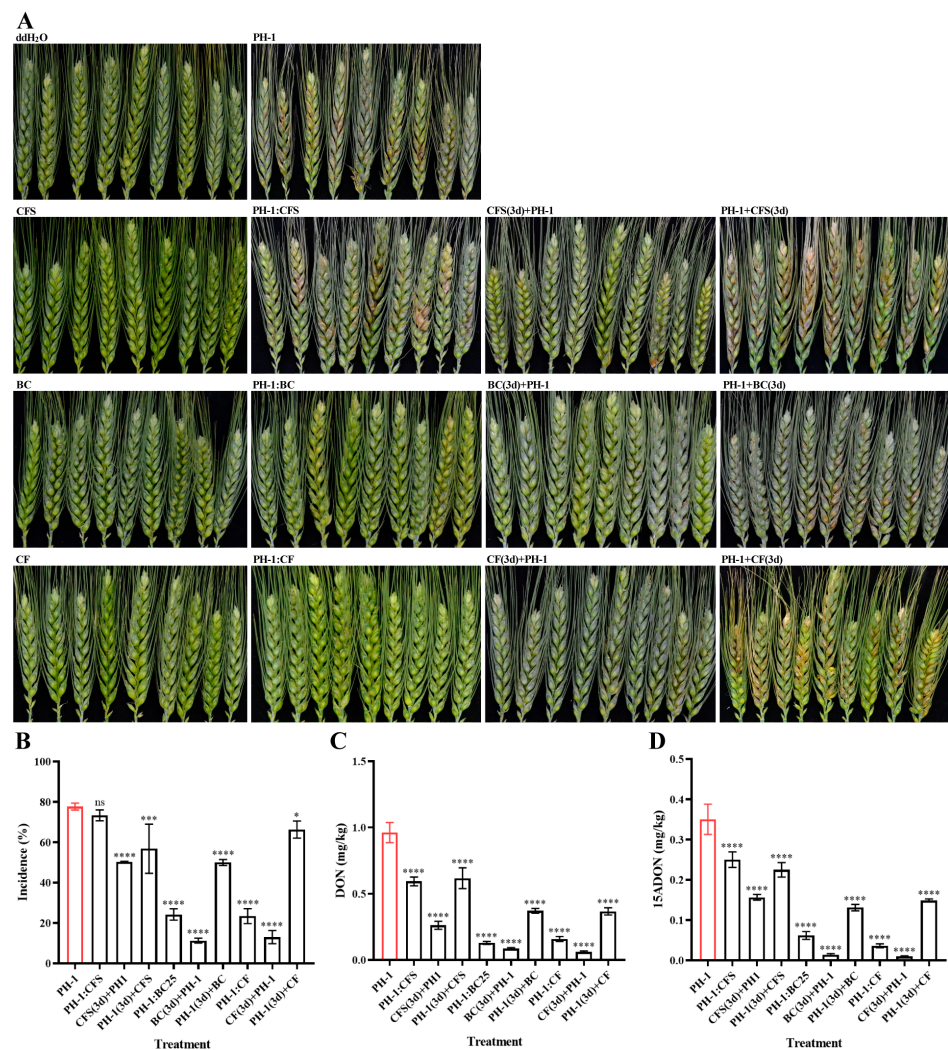 A
ddH₂O PH-1
CFS PH-1:CFS CFS(3d)+PH-1 PH-1+CFS(3d)
BC PH-1:BC BC(3d)+PH-1 PH-1+BC(3d)
CF PH-1:CF CF(3d)+PH-1 PH-1+CF(3d)
B
Incidence (%)
100
80
60
40
20
0
ns
****
***
****
****
****
****
****
*
PH-1
PH-1:CFS
CFS(3d)+PH1
PH-1(3d)+CFS
PH-1:BC25
BC(3d)+PH-1
PH-1(3d)+BC
PH-1:CF
CF(3d)+PH-1
PH-1(3d)+CF
Treatment
C
DON (mg/kg)
1.5
1.0
0.5
0.0
****
****
****
****
****
****
****
****
****
PH-1
PH-1:CFS
CFS(3d)+PH1
PH-1(3d)+CFS
PH-1:BC25
BC(3d)+PH-1
PH-1(3d)+BC
PH-1:CF
CF(3d)+PH-1
PH-1(3d)+CF
Treatment
D
15ADON (mg/kg)
0.5
0.4
0.3
0.2
0.1
0.0
****
****
****
****
****
****
****
****
****
PH-1
PH-1:CFS
CFS(3d)+PH1
PH-1(3d)+CFS
PH-1:BC25
BC(3d)+PH-1
PH-1(3d)+BC
PH-1:CF
CF(3d)+PH-1
PH-1(3d)+CF
Treatment